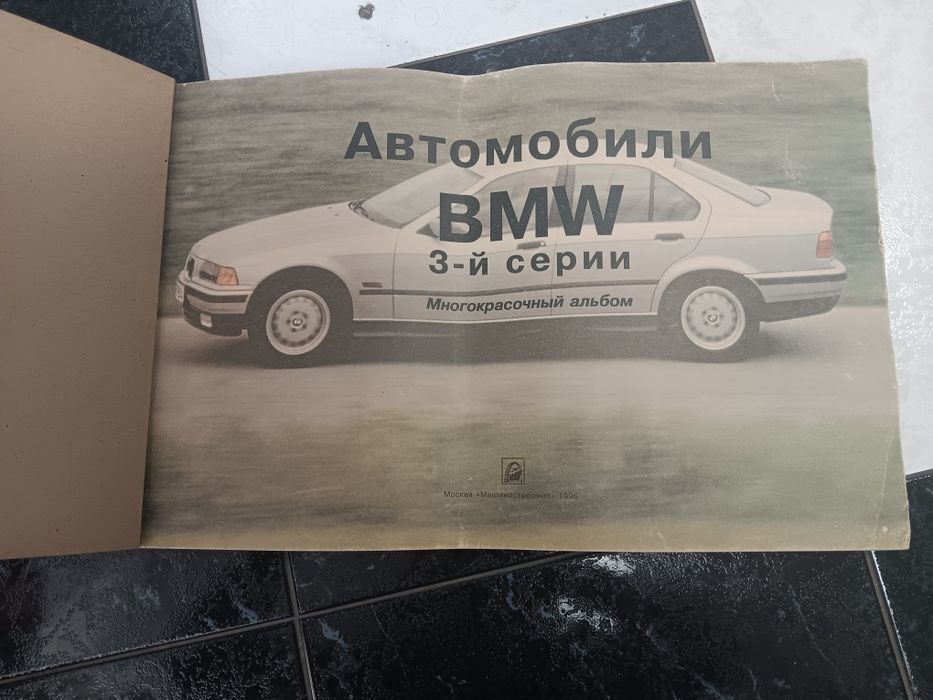 Автомобили
BMW
3-й серии
Многокрасочный альбом
Москва «Машиностроение» 1996